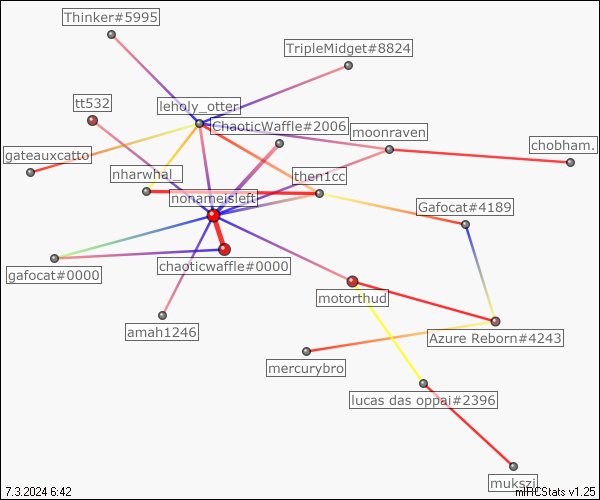 Thinker#5995
TripleMidget#8824
tt532
leholy_otter
ChaoticWaffle#2006
moonraven
chobham.
gateauxcatto
nharwhal_
then1cc
nonameisleft
Gafocat#4189
gafocat#0000
chaoticwaffle#0000
motorthud
amah1246
Azure Reborn#4243
mercurybro
lucas das oppai#2396
mukszi
7.3.2024 6:42
mIRCStats v1.25